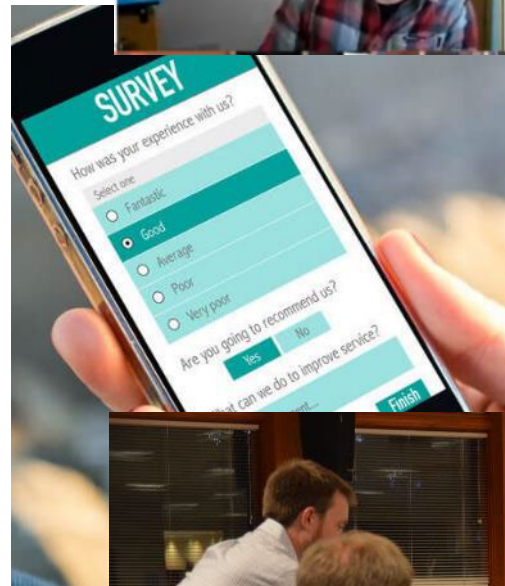 SURVEY
How was your experience with us?
Select one
Fantastic
Good
Average
Poor
Very poor
Are you going to recommend us?
Yes No
What can we do to improve service?
Finish